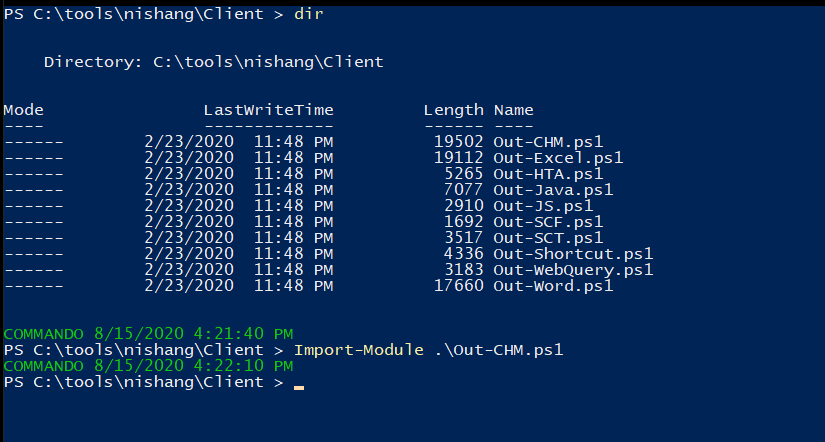 PS C:\tools\nishang\Client > dir
Directory: C:\tools\nishang\Client
Mode                LastWriteTime         Length Name
----                -------------         ------ ----
------        2/23/2020  11:48 PM          19502 Out-CHM.ps1
------        2/23/2020  11:48 PM          19112 Out-Excel.ps1
------        2/23/2020  11:48 PM           5265 Out-HTA.ps1
------        2/23/2020  11:48 PM           7077 Out-Java.ps1
------        2/23/2020  11:48 PM           2910 Out-JS.ps1
------        2/23/2020  11:48 PM           1692 Out-SCF.ps1
------        2/23/2020  11:48 PM           3517 Out-SCT.ps1
------        2/23/2020  11:48 PM           4336 Out-Shortcut.ps1
------        2/23/2020  11:48 PM           3183 Out-WebQuery.ps1
------        2/23/2020  11:48 PM          17660 Out-Word.ps1
COMMANDO 8/15/2020 4:21:40 PM
PS C:\tools\nishang\Client > Import-Module .\Out-CHM.ps1
COMMANDO 8/15/2020 4:22:10 PM
PS C:\tools\nishang\Client >